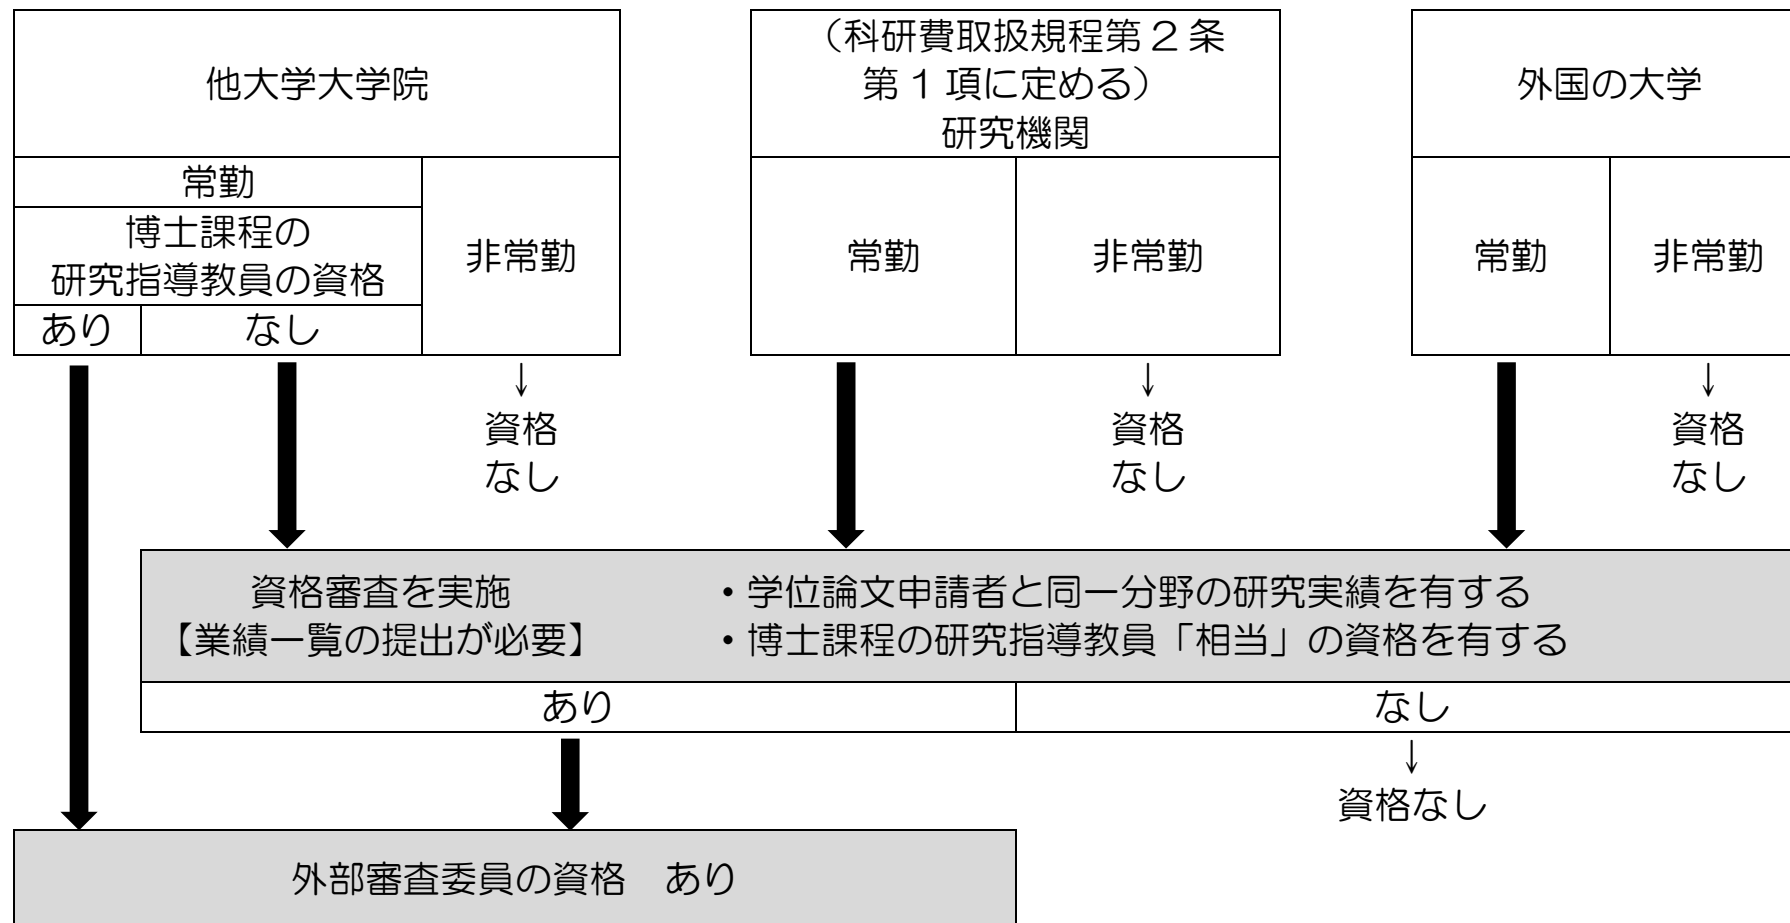 他大学大学院
常勤
博士課程の
研究指導教員の資格
あり
なし
非常勤
（科研費取扱規程第２条
第１項に定める）
研究機関
常勤
非常勤
外国の大学
常勤
非常勤
↓
資格
なし
↓
資格
なし
↓
資格
なし
資格審査を実施
【業績一覧の提出が必要】
・学位論文申請者と同一分野の研究実績を有する
・博士課程の研究指導教員「相当」の資格を有する
あり
なし
↓
資格なし
外部審査委員の資格　あり